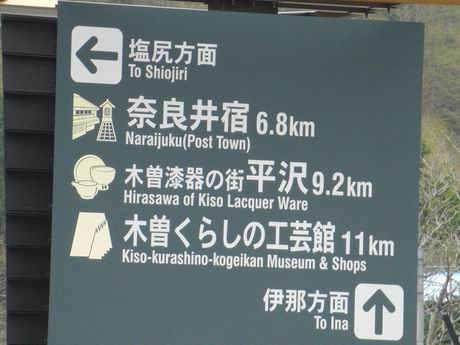 塩尻方面
To Shiojiri
奈良井宿 6.8km
Naraijuku(Post Town)
木曽漆器の街平沢 9.2km
Hirasawa of Kiso Lacquer Ware
木曽くらしの工芸館 11km
Kiso-kurashino-kogeikan Museum & Shops
伊那方面
To Ina